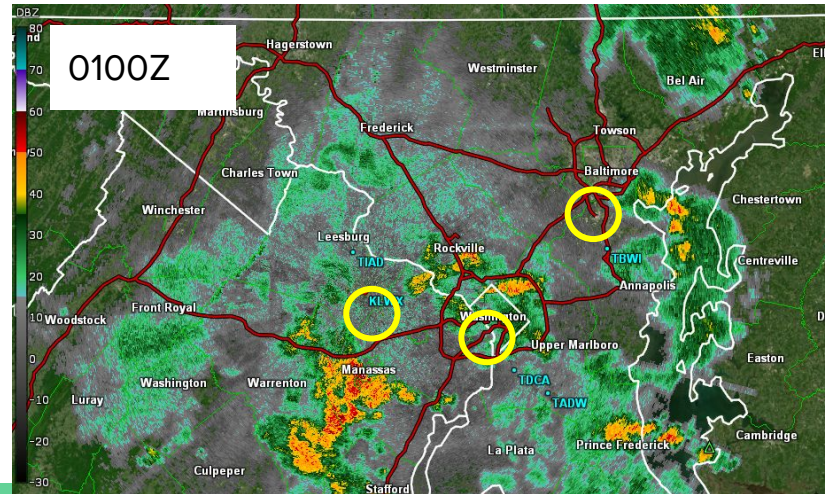 DBZ
80
70
60
50
40
30
20
10
0
-10
-20
-30
0100Z
Hagerstown
Westminster
Bel Air
Martinsburg
Frederick
Towson
Charles Town
Baltimore
Chestertown
Winchester
Leesburg
Rockville
TIAD
TBWI
Centreville
KLWX
Annapolis
Front Royal
Woodstock
Washington
Upper Marlboro
Easton
Manassas
Washington
Warrenton
TDCA
Luray
TADW
La Plata
Prince Frederick
Cambridge
Culpeper
Stafford